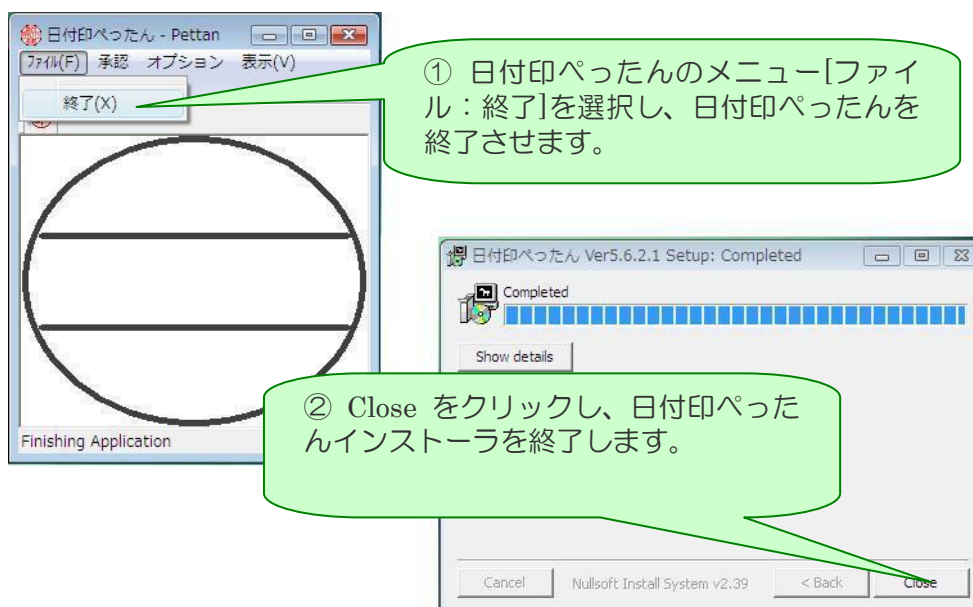 日付印ぺったん - Pettan
ファイル(F) 承認 オプション 表示(V)
終了(X)
① 日付印ぺったんのメニュー[ファイ
ル：終了]を選択し、日付印ぺったんを
終了させます。
Finishing Application
日付印ぺったん Ver5.6.2.1 Setup: Completed
Completed
Show details
② Close をクリックし、日付印ぺった
んインストーラを終了します。
Cancel Nullsoft Install System v2.39 < Back Close